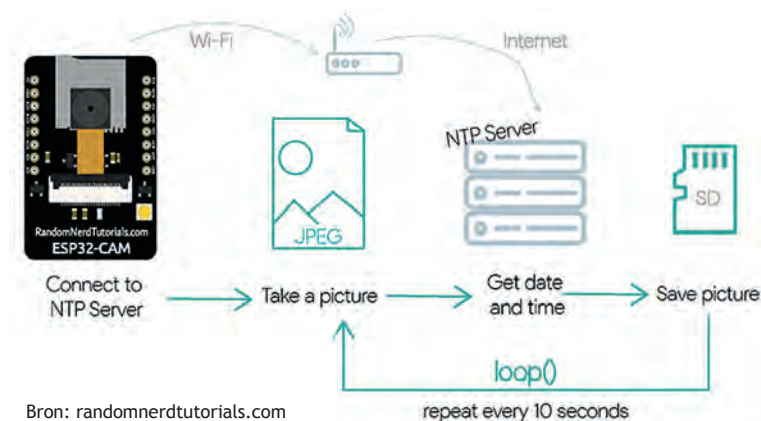 Wi-Fi
Internet
NTP Server
JPEG
SD
RandomNerdTutorials.com
ESP32-CAM
Connect to
NTP Server
Take a picture
Get date
and time
Save picture
loop()
repeat every 10 seconds
Bron: randomnerdtutorials.com